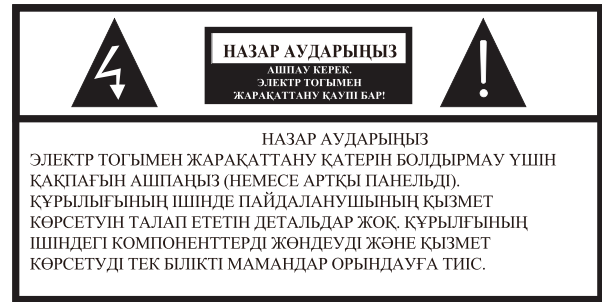 НАЗАР АУДАРЫҢЫЗ
АШПАУ КЕРЕК.
ЭЛЕКТР ТОГЫМЕН
ЖАРАҚАТТАНУ ҚАУПІ БАР!
НАЗАР АУДАРЫҢЫЗ
ЭЛЕКТР ТОГЫМЕН ЖАРАҚАТТАНУ ҚАТЕРІН БОЛДЫРМАУ ҮШІН
ҚАҚПАҒЫН АШПАҢЫЗ (НЕМЕСЕ АРТҚЫ ПАНЕЛЬДІ).
ҚҰРЫЛЫҒЫНЫҢ ІШІНДЕ ПАЙДАЛАНУШЫНЫҢ ҚЫЗМЕТ
КӨРСЕТУІН ТАЛАП ЕТЕТІН ДЕТАЛЬДАР ЖОҚ. ҚҰРЫЛҒЫНЫҢ
ІШІНДЕГІ КОМПОНЕНТТЕРДІ ЖӨНДЕУДІ ЖӘНЕ ҚЫЗМЕТ
КӨРСЕТУДІ ТЕК БІЛІКТІ МАМАНДАР ОРЫНДАУҒА ТИІС.